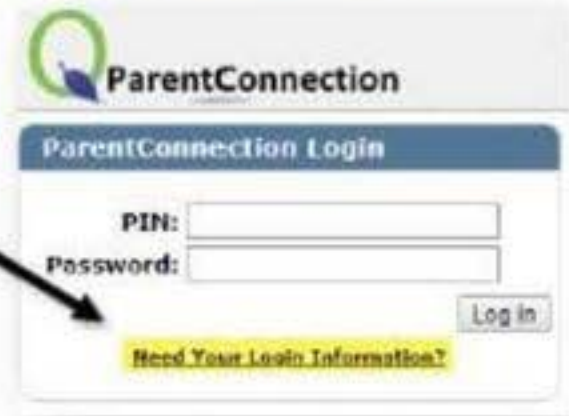 ParentConnection
ParentConnection Login
PIN:
Password:
Log In
Need Your Login Information?